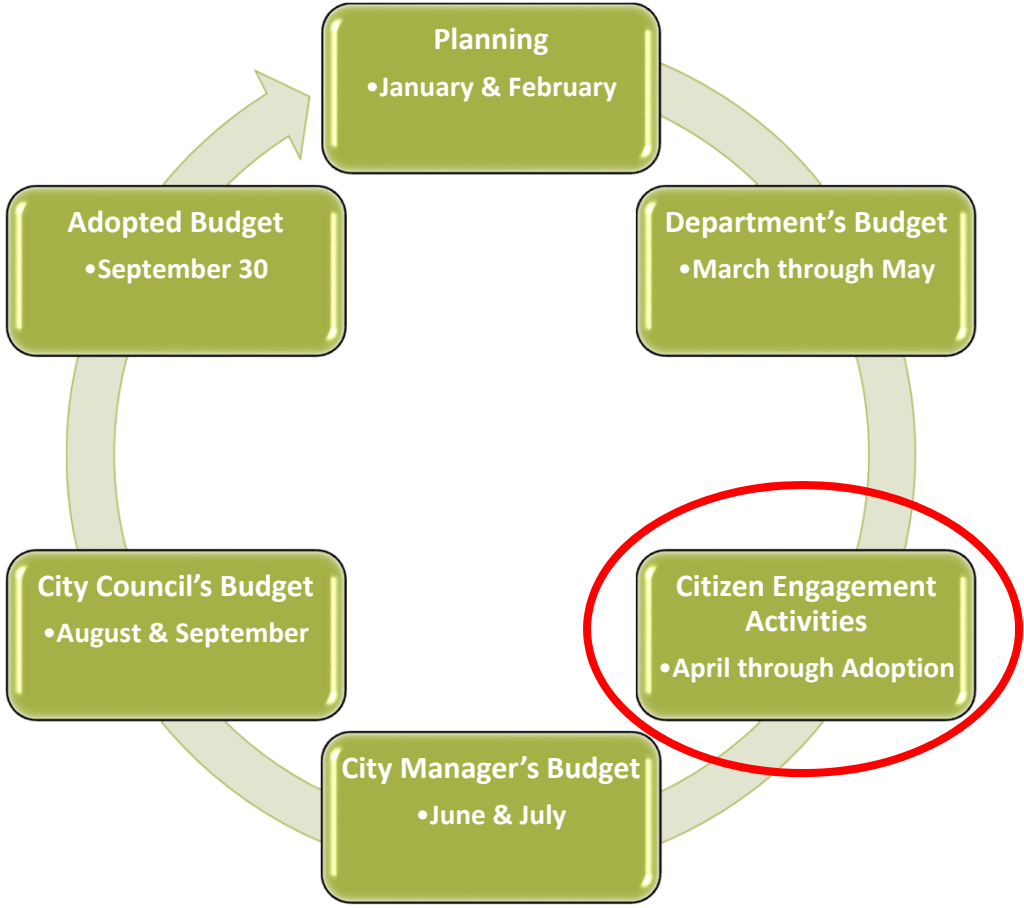 Planning
•January & February
Department’s Budget
•March through May
Citizen Engagement
Activities
•April through Adoption
City Manager’s Budget
•June & July
City Council’s Budget
•August & September
Adopted Budget
•September 30